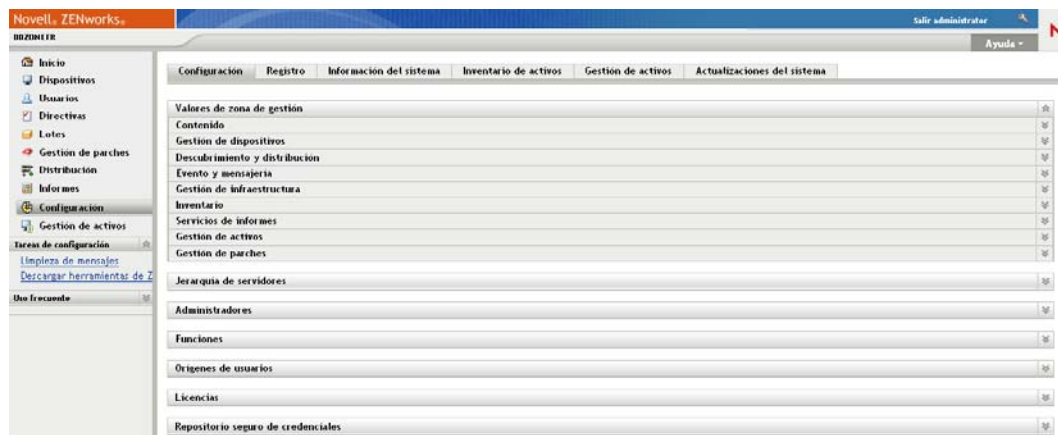 Novell® ZENworks®
Salir administrator
Ayuda
Inicio
Dispositivos
Usuarios
Directivas
Lotes
Gestión de parches
Distribución
Informes
Configuración
Gestión de activos
Tareas de configuración
Limpieza de mensajes
Descargar herramientas de Z
Uso frecuente
Configuración Registro Información del sistema Inventario de activos Gestión de activos Actualizaciones del sistema
Valores de zona de gestión
Contenido
Gestión de dispositivos
Descubrimiento y distribución
Evento y mensajería
Gestión de infraestructura
Inventario
Servicios de informes
Gestión de activos
Gestión de parches
Jerarquía de servidores
Administradores
Funciones
Orígenes de usuarios
Licencias
Repositorio seguro de credenciales